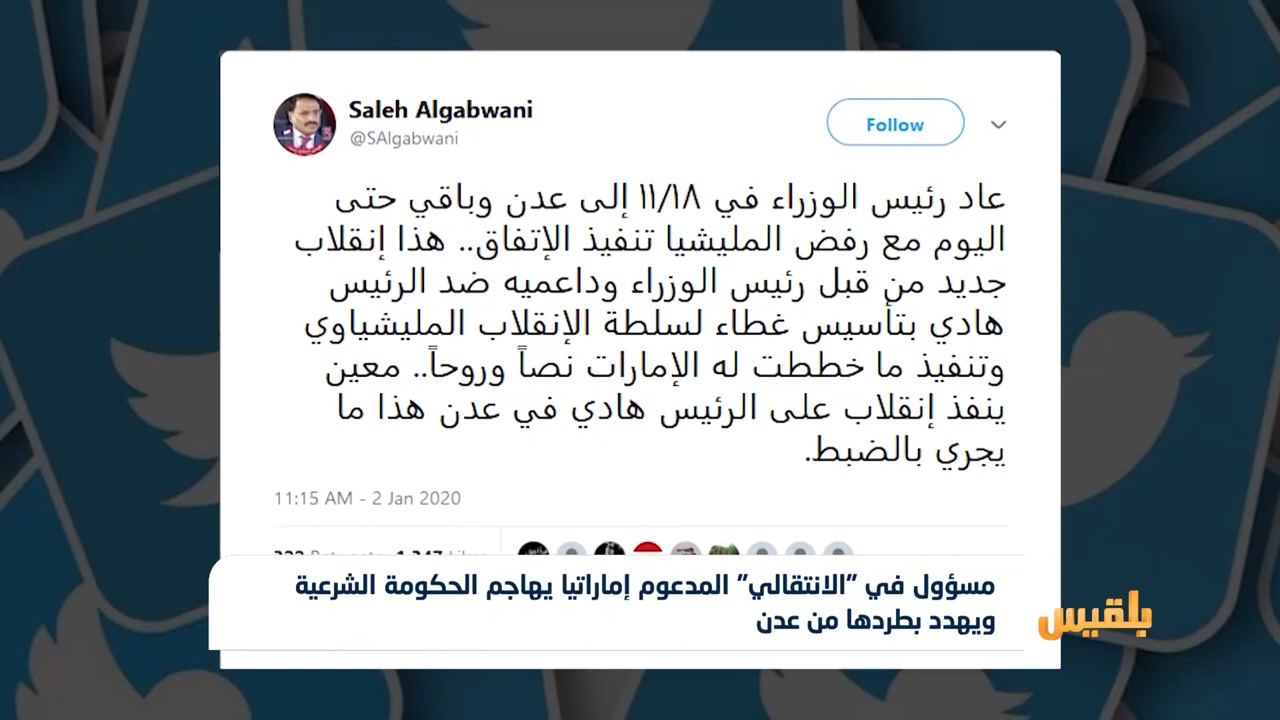 Saleh Algabwani
@SAlgabwani
Follow
عاد رئيس الوزراء في ١١/١٨ إلى عدن وباقي حتى
اليوم مع رفض المليشيا تنفيذ الإتفاق.. هذا إنقلاب
جديد من قبل رئيس الوزراء وداعميه ضد الرئيس
هادي بتأسيس غطاء لسلطة الإنقلاب المليشياوي
وتنفيذ ما خططت له الإمارات نصاً وروحاً.. معين
ينفذ إنقلاب على الرئيس هادي في عدن هذا ما
يجري بالضبط.
11:15 AM - 2 Jan 2020
مسؤول في "الانتقالي" المدعوم إماراتيا يهاجم الحكومة الشرعية
ويهدد بطردها من عدن
بلقيس